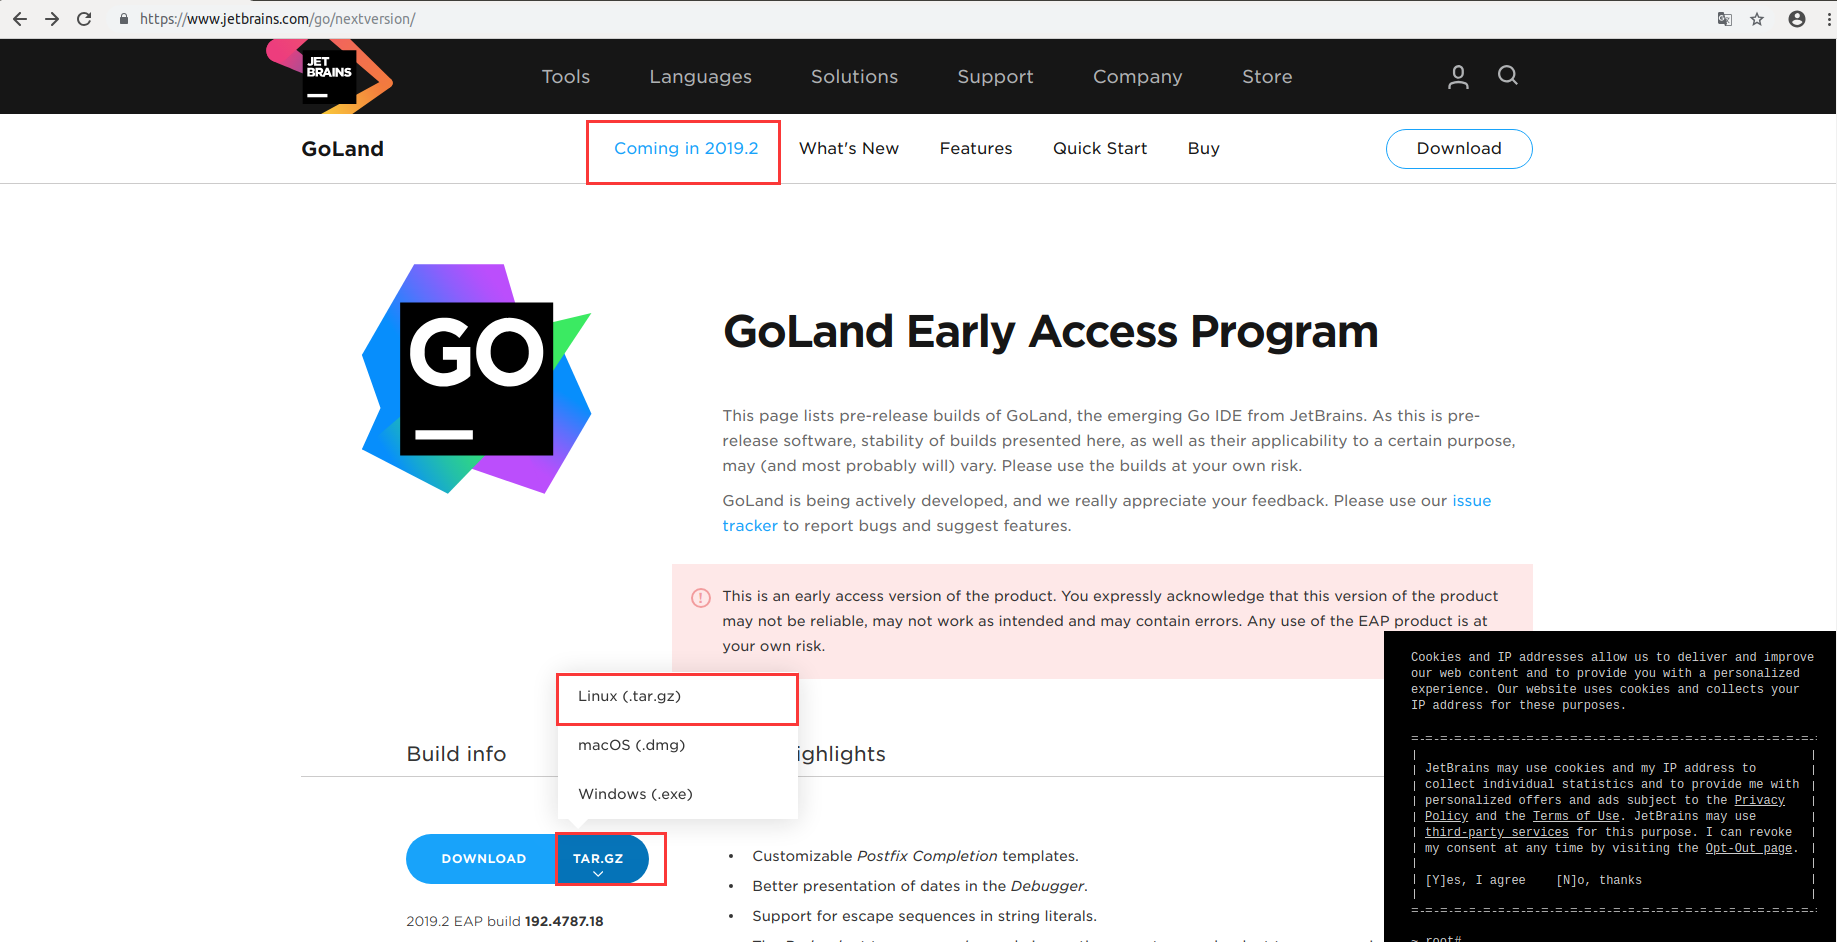 https://www.jetbrains.com/go/nextversion/
JET
BRAINS
Tools
Languages
Solutions
Support
Company
Store
GoLand
Coming in 2019.2
What's New
Features
Quick Start
Buy
Download
GO
GoLand Early Access Program
This page lists pre-release builds of GoLand, the emerging Go IDE from JetBrains. As this is pre-
release software, stability of builds presented here, as well as their applicability to a certain purpose,
may (and most probably will) vary. Please use the builds at your own risk.
GoLand is being actively developed, and we really appreciate your feedback. Please use our issue
tracker to report bugs and suggest features.
This is an early access version of the product. You expressly acknowledge that this version of the product
may not be reliable, may not work as intended and may contain errors. Any use of the EAP product is at
your own risk.
Linux (.tar.gz)
macOS (.dmg)
Windows (.exe)
Build info
ighlights
DOWNLOAD
TAR.GZ
2019.2 EAP build 192.4787.18
• Customizable Postfix Completion templates.
• Better presentation of dates in the Debugger.
• Support for escape sequences in string literals.
Cookies and IP addresses allow us to deliver and improve
our web content and to provide you with a personalized
experience. Our website uses cookies and collects your
IP address for these purposes.
JetBrains may use cookies and my IP address to
collect individual statistics and to provide me with
personalized offers and ads subject to the Privacy
Policy and the Terms of Use. JetBrains may use
third-party services for this purpose. I can revoke
my consent at any time by visiting the Opt-Out page.
[Y]es, I agree [N]o, thanks
~ root#